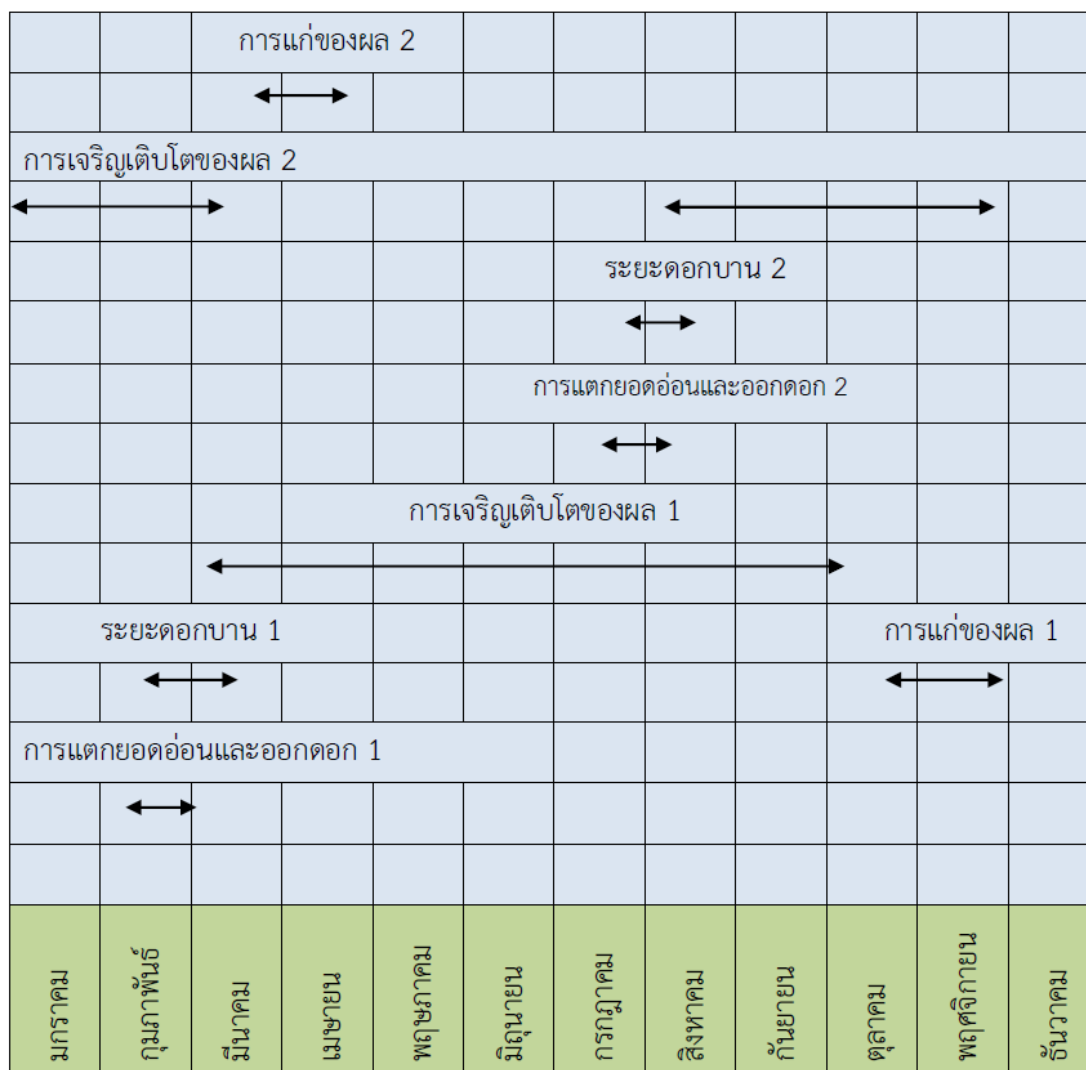 การแก่ของผล 2
การเจริญเติบโตของผล 2
ระยะดอกบาน 2
การแตกยอดอ่อนและออกดอก 2
การเจริญเติบโตของผล 1
ระยะดอกบาน 1
การแก่ของผล 1
การแตกยอดอ่อนและออกดอก 1
มกราคม
กุมภาพันธ์
มีนาคม
เมษายน
พฤษภาคม
มิถุนายน
กรกฎาคม
สิงหาคม
กันยายน
ตุลาคม
พฤศจิกายน
ธันวาคม